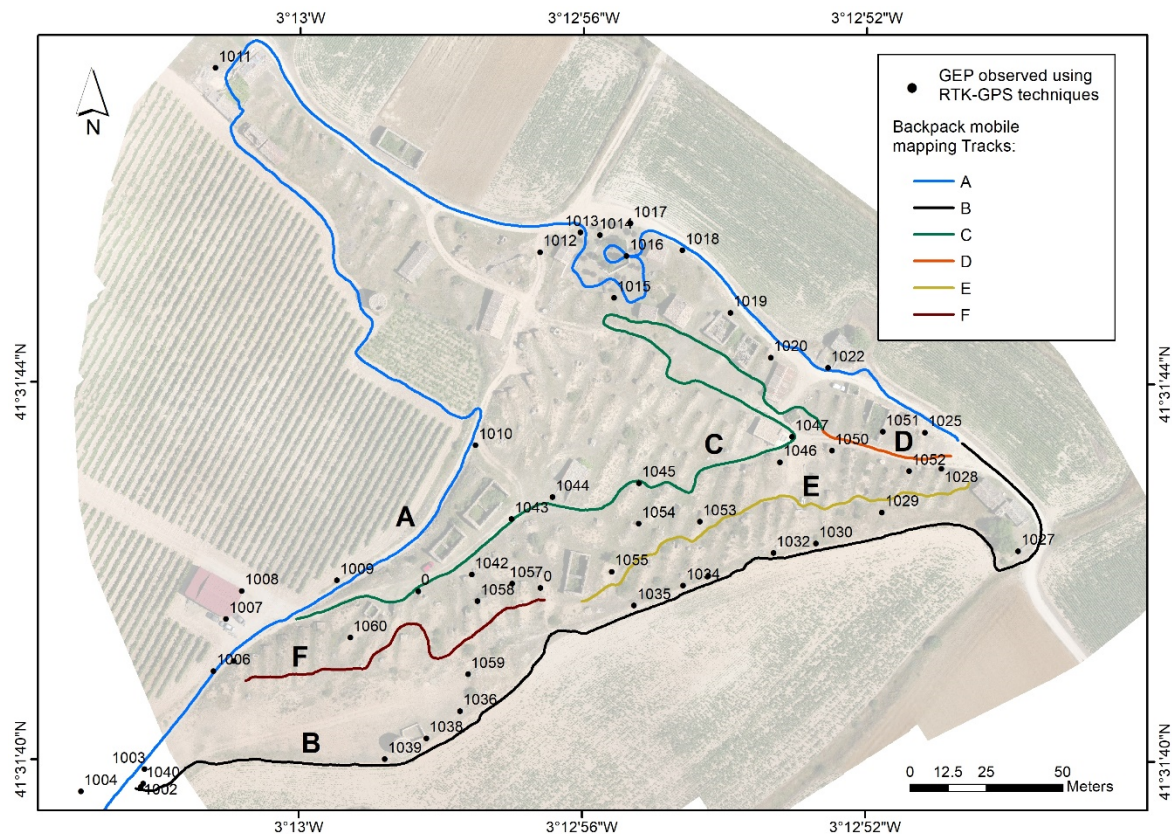 3°13'W
3°12'56"W
3°12'52"W
1011
N
GEP observed using
RTK-GPS techniques
Backpack mobile
mapping Tracks:
A
B
C
D
E
F
1017
1013
1014
1012
1016
1018
1015
1019
1020
1022
41°31'44"N
41°31'44"N
1047
1051
1025
1010
1050
D
C
1046
1052
1028
1045
E
1044
1029
A
1043
1054
1053
1030
1032
1027
1042
1057
0
1055
1009
0
1034
1008
1058
1035
1007
1060
F
1006
1059
1036
B
1038
1039
41°31'40"N
41°31'40"N
1003
1040
1004
1002
0
12.5
25
50
Meters
3°13'W
3°12'56"W
3°12'52"W